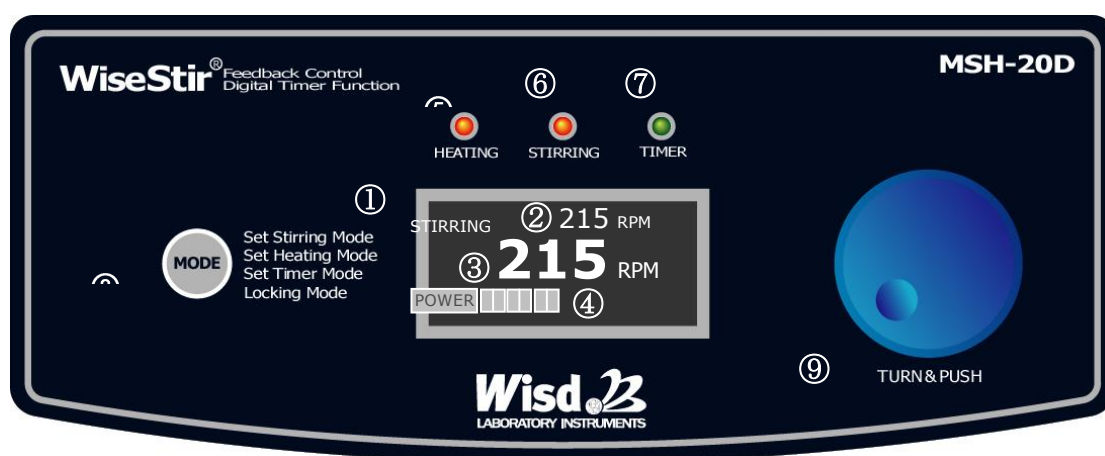 WiseStir® Feedback Control
Digital Timer Function
MSH-20D
⑥ ⑦
HEATING STIRRING TIMER
①
STIRRING ② 215 RPM
③ 215 RPM
POWER ④
MODE
Set Stirring Mode
Set Heating Mode
Set Timer Mode
Locking Mode
⑨ TURN & PUSH
Wisd
LABORATORY INSTRUMENTS